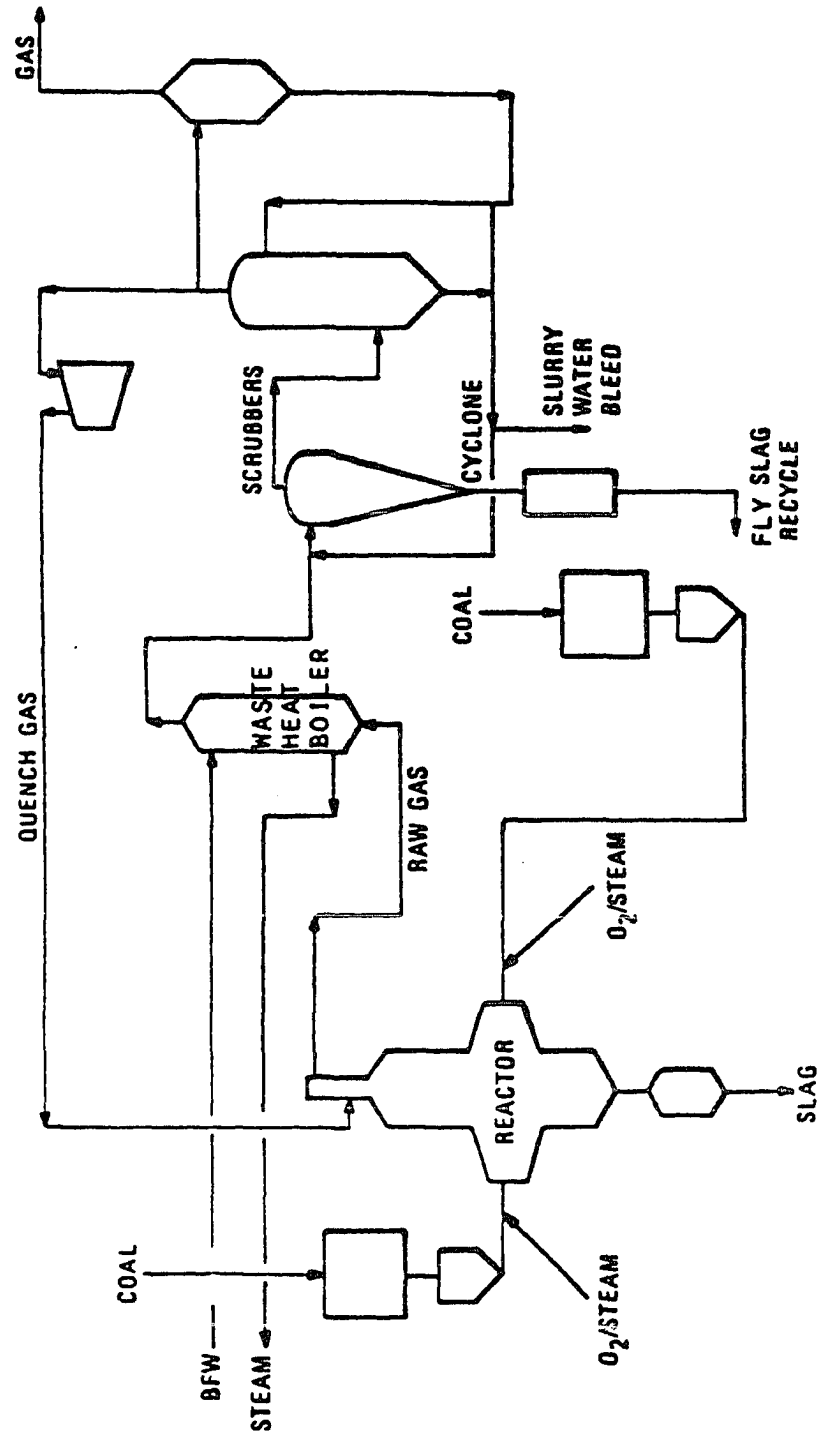 GAS
QUENCH GAS
COAL
BFW
STEAM
WASTE
HEAT
BOILER
SCRUBBERS
RAW GAS
CYCLONE
COAL
SLURRY
WATER
BLEED
REACTOR
O2/STEAM
O2/STEAM
FLY SLAG
RECYCLE
SLAG